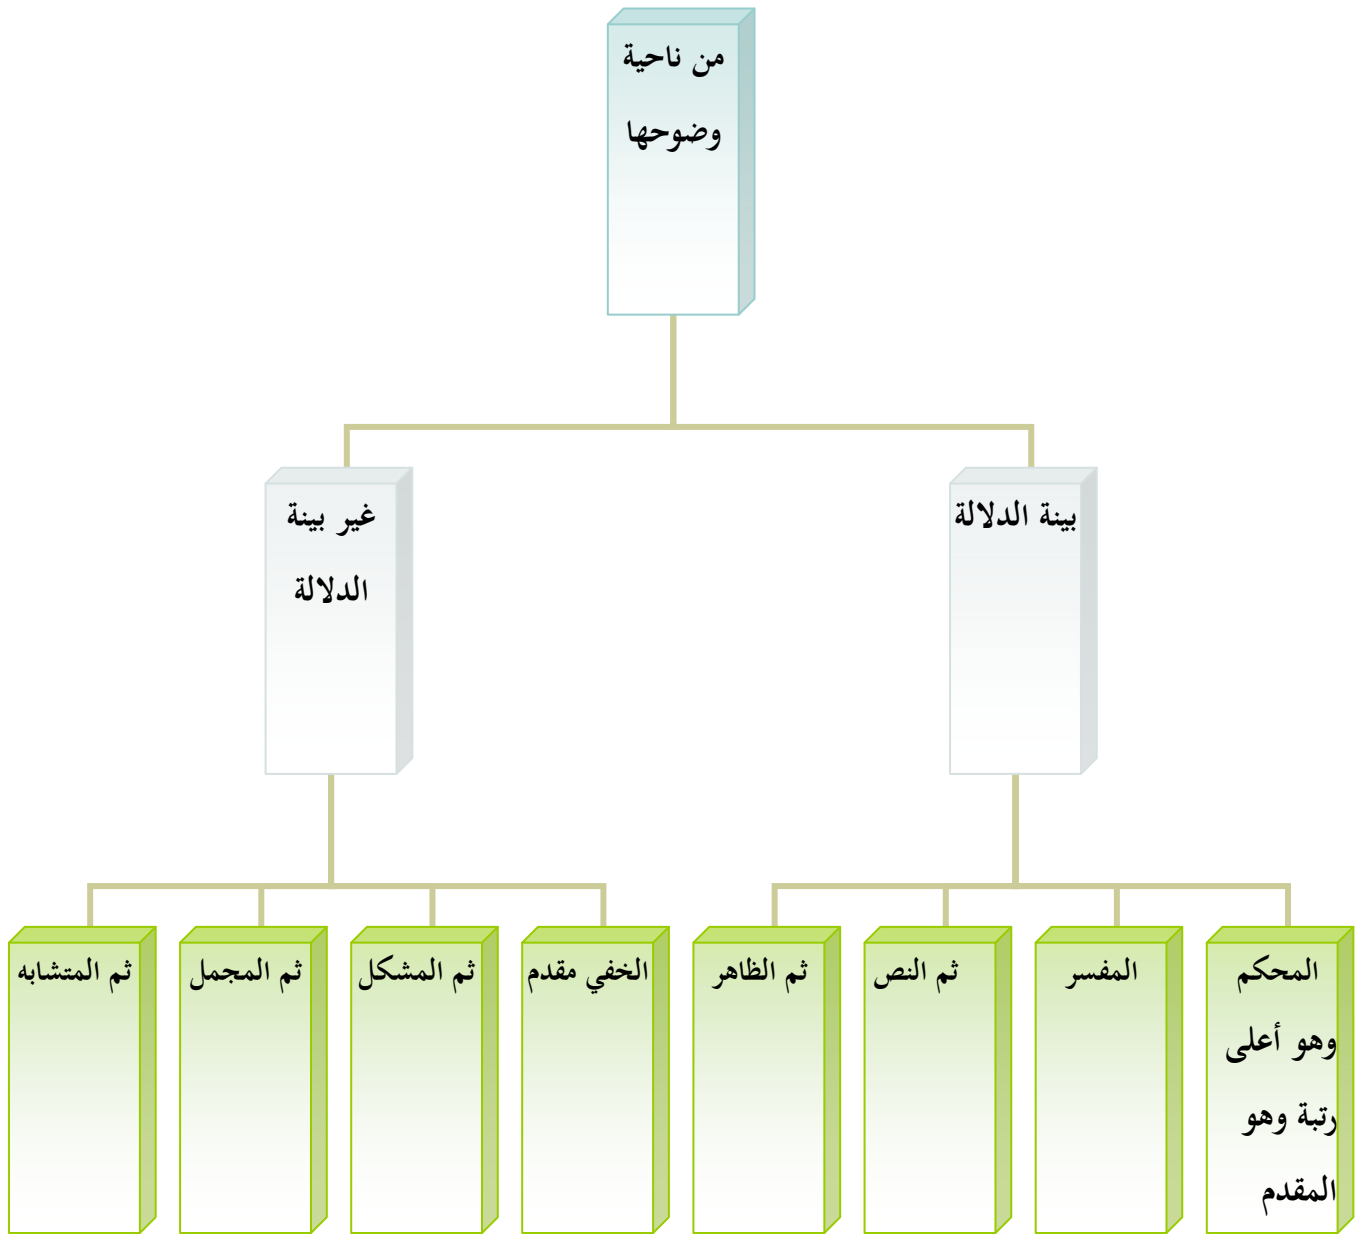 من ناحية
وضوحها
بينة الدلالة
غير بينة
الدلالة
المحكم
وهو أعلى
رتبة وهو
المقدم
المفسر
ثم النص
ثم الظاهر
الخفي مقدم
ثم المشكل
ثم المجمل
ثم المتشابه